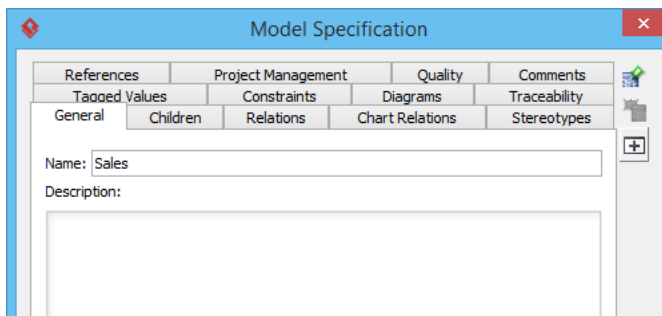 Model Specification
References Project Management Quality Comments
Tagged Values Constraints Diagrams Traceability
General Children Relations Chart Relations Stereotypes
Name: Sales
Description: